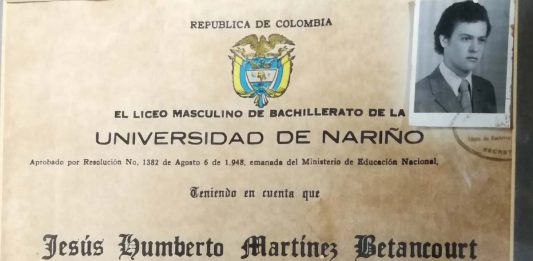 REPUBLICA DE COLOMBIA
EL LICEO MASCULINO DE BACHILLERATO DE LA
UNIVERSIDAD DE NARIÑO
Aprobado por Resolución No, 1382 de Agosto 6 de 1.948, emanada del Ministerio de Educación Nacional,
Teniendo en cuenta que
Jesús Humberto Martínez Betancourt